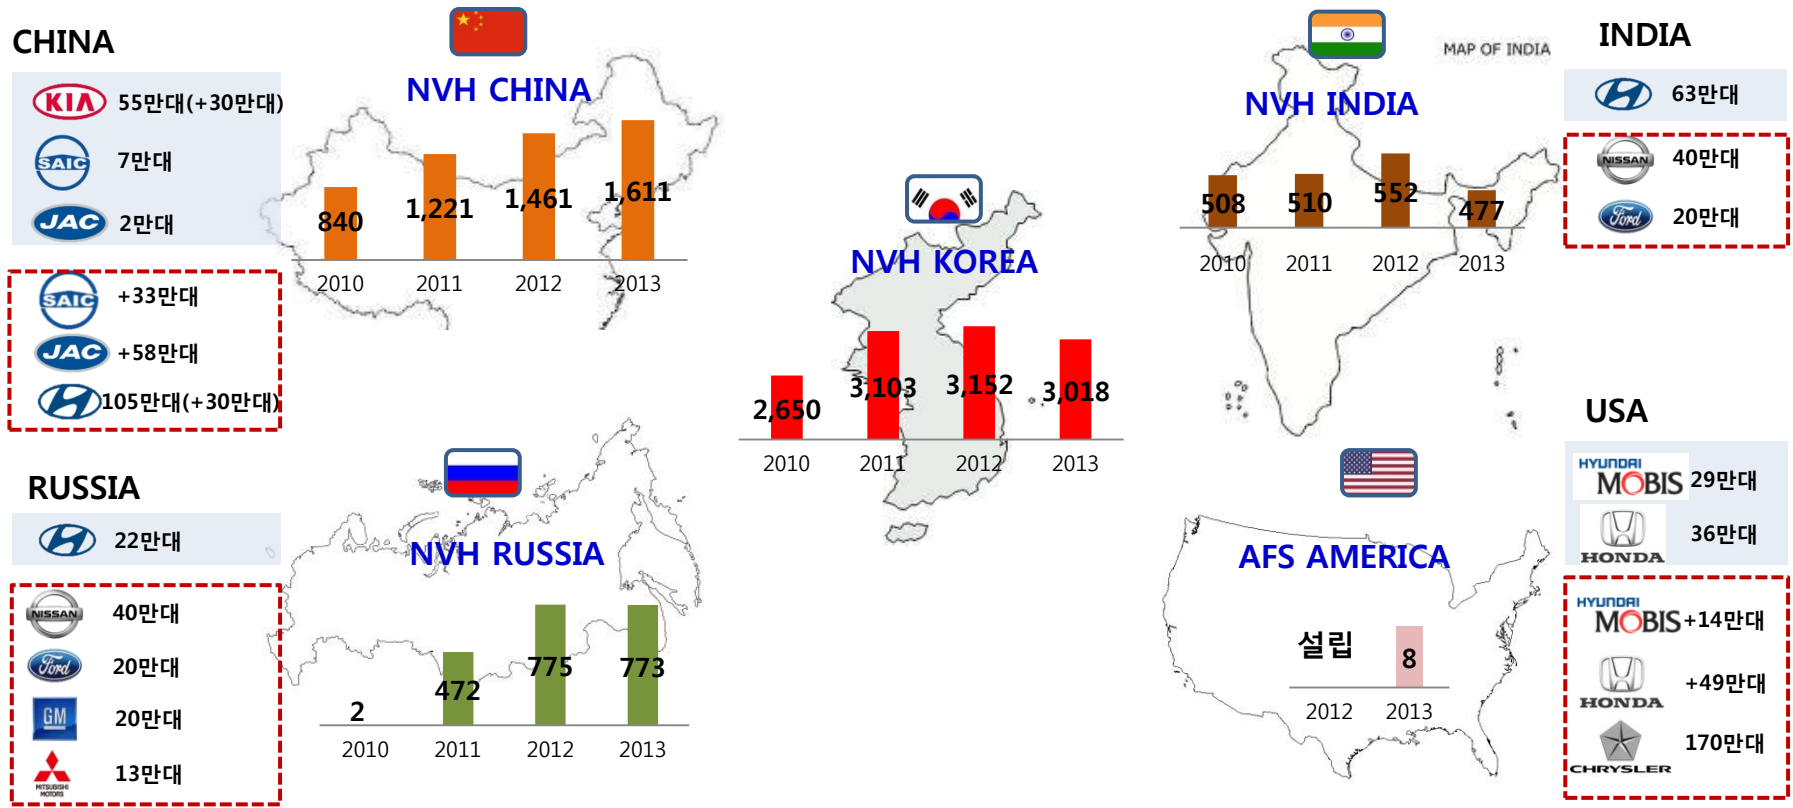 CHINA
KIA 55만대(+30만대)
SAIC 7만대
JAC 2만대
SAIC +33만대
JAC +58만대
105만대(+30만대)
NVH CHINA
840 1,221 1,461 1,611
2010 2011 2012 2013
NVH KOREA
2,650 3,103 3,152 3,018
2010 2011 2012 2013
MAP OF INDIA
NVH INDIA
508 510 552 477
2010 2011 2012 2013
INDIA
63만대
NISSAN 40만대
Ford 20만대
RUSSIA
22만대
NISSAN 40만대
Ford 20만대
GM 20만대
MITSUBISHI
MOTORS
13만대
NVH RUSSIA
2 472 775 773
2010 2011 2012 2013
AFS AMERICA
설립 8
2012 2013
USA
HYUNDAI
MOBIS 29만대
HONDA 36만대
HYUNDAI
MOBIS +14만대
HONDA +49만대
CHRYSLER 170만대